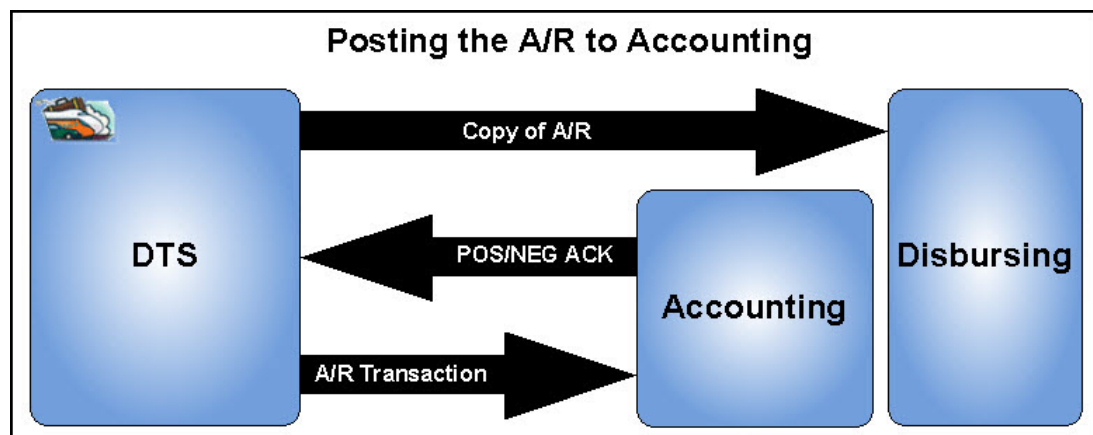 Posting the A/R to Accounting
Copy of A/R
DTS
POS/NEG ACK
Disbursing
Accounting
A/R Transaction